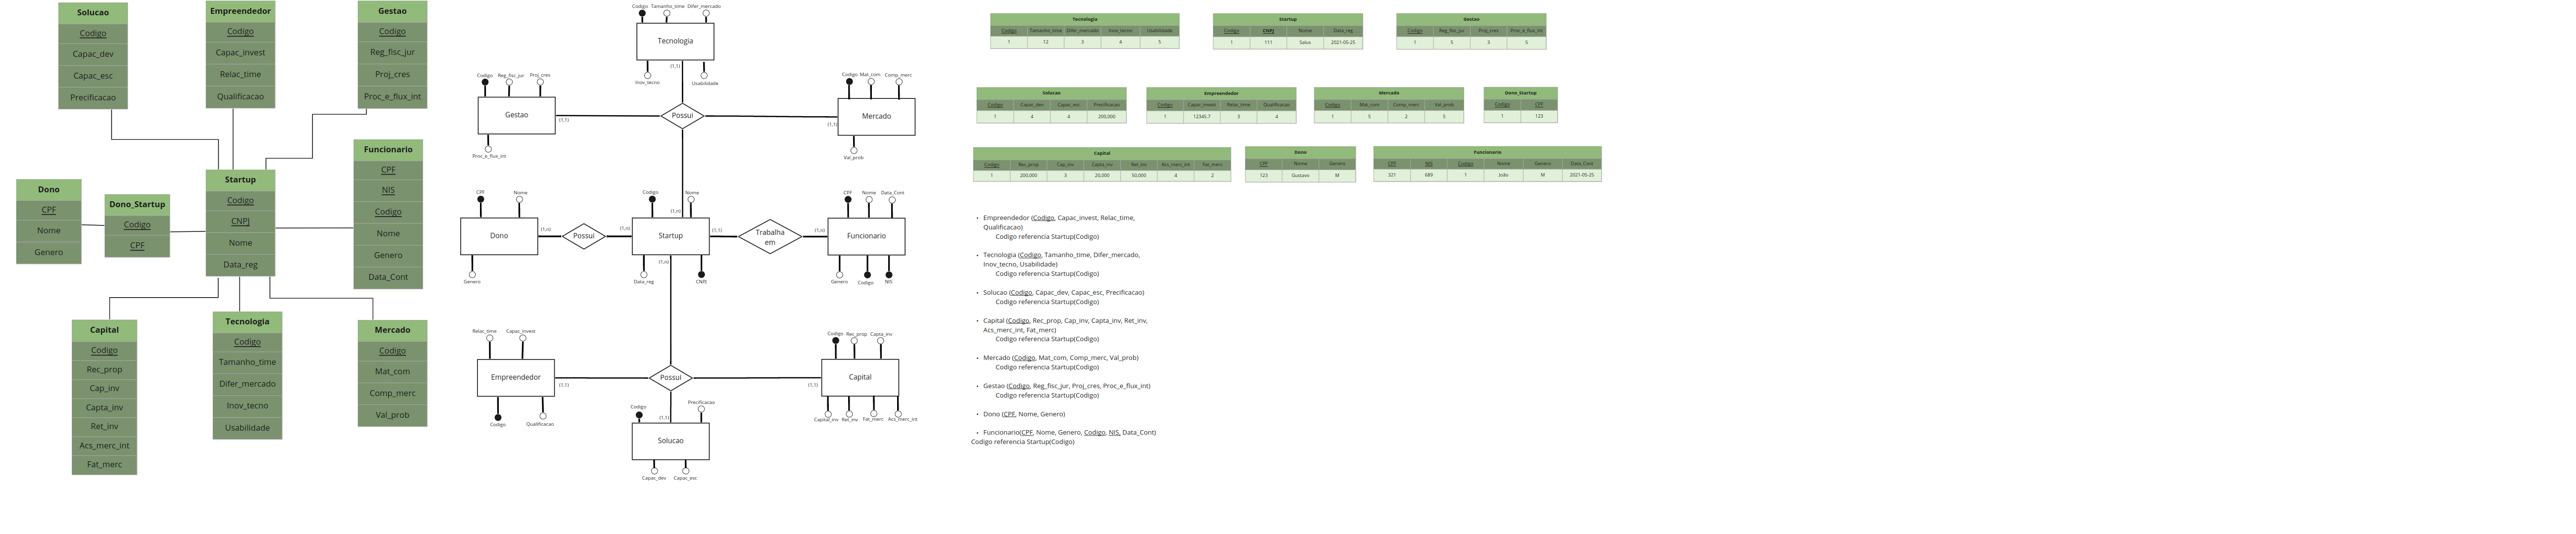 Solucao
Codigo
Capac_dev
Capac_esc
Precificacao
Empreendedor
Codigo
Capac_invest
Relac_time
Qualificacao
Gestao
Codigo
Reg_fisc_jur
Proj_cres
Proc_e_flux_int
Dono
CPF
Nome
Genero
Dono_Startup
Codigo
CPF
Startup
Codigo
CNPJ
Nome
Data_reg
Funcionario
CPF
NIS
Codigo
Nome
Genero
Data_Cont
Capital
Codigo
Rec_prop
Cap_inv
Capta_inv
Ret_inv
Acs_merc_int
Fat_merc
Tecnologia
Codigo
Tamanho_time
Difer_mercado
Inov_tecno
Usabilidade
Mercado
Codigo
Mat_com
Comp_merc
Val_prob
Codigo Tamanho_time Difer_mercado
Tecnologia
Inov_tecno
(1,1)
Usabilidade
Codigo Reg_fisc_jur Proj_cres
Gestao
(1,1)
Proc_e_flux_int
Possui
Codigo Mat_com Comp_merc
Mercado
(1,1)
Val_prob
CPF Nome
Dono
(1,n)
Genero
Possui
(1,n)
Codigo Nome
(1,n)
Startup
(1,1)
(1,n)
Data_reg CNPJ
Trabalha
em
(1,n)
CPF Nome Data_Cont
Funcionario
Genero Codigo NIS
Relac_time Capac_invest
Empreendedor
(1,1)
Codigo Qualificacao
Possui
Codigo Rec_prop Capta_inv
Capital
(1,1)
Capital_inv Ret_inv Fat_merc Acs_merc_int
Codigo Precificacao
(1,1)
Solucao
Capac_dev Capac_esc
Tecnologia
Codigo Tamanho_time Difer_mercado Inov_tecno Usabilidade
1 12 3 4 5
Startup
Codigo CNPJ Nome Data_reg
1 111 Salus 2021-05-25
Gestao
Codigo Reg_fisc_jur Proj_cres Proc_e_flux_int
1 5 3 5
Solucao
Codigo Capac_dev Capac_esc Precificacao
1 4 4 200,000
Empreendedor
Codigo Capac_invest Relac_time Qualificacao
1 12345.7 3 4
Mercado
Codigo Mat_com Comp_merc Val_prob
1 5 2 5
Dono_Startup
Codigo CPF
1 123
Capital
Codigo Rec_prop Cap_inv Capta_inv Ret_inv Acs_merc_int Fat_merc
1 200,000 3 20,000 50,000 4 2
Dono
CPF Nome Genero
123 Gustavo M
Funcionario
CPF NIS Codigo Nome Genero Data_Cont
321 689 1 João M 2021-05-25
• Empreendedor (Codigo, Capac_invest, Relac_time,
Qualificacao)
Codigo referencia Startup(Codigo)
• Tecnologia (Codigo, Tamanho_time, Difer_mercado,
Inov_tecno, Usabilidade)
Codigo referencia Startup(Codigo)
• Solucao (Codigo, Capac_dev, Capac_esc, Precificacao)
Codigo referencia Startup(Codigo)
• Capital (Codigo, Rec_prop, Cap_inv, Capta_inv, Ret_inv,
Acs_merc_int, Fat_merc)
Codigo referencia Startup(Codigo)
• Mercado (Codigo, Mat_com, Comp_merc, Val_prob)
Codigo referencia Startup(Codigo)
• Gestao (Codigo, Reg_fisc_jur, Proj_cres, Proc_e_flux_int)
Codigo referencia Startup(Codigo)
• Dono (CPF, Nome, Genero)
• Funcionario(CPF, Nome, Genero, Codigo, NIS, Data_Cont)
Codigo referencia Startup(Codigo)